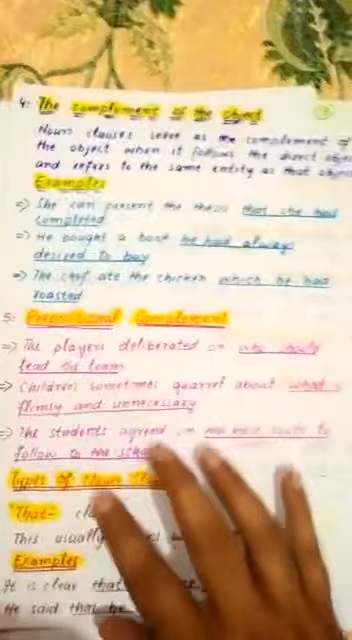 4: The complement of the object
Noun clauses serve as the complement of
the object when it follows the direct object
and refers to the same entity as that object
Examples
=> She can present the thesis that she had
completed
=> He bought a book he had always
desired to buy
=> The chef ate the chicken which he had
roasted
5: Prepositional Complement
=> The players deliberated on who should
lead the team
=> Children sometimes quarrel about what is
flimsy and unnecessary
=> The students agreed on the best route to
follow to the
Types of
"That-
This usually
Examples
It is clear that
He said that he